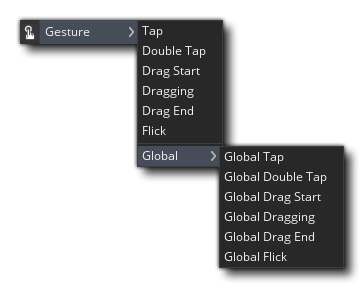 Gesture
Tap
Double Tap
Drag Start
Dragging
Drag End
Flick
Global
Global Tap
Global Double Tap
Global Drag Start
Global Dragging
Global Drag End
Global Flick